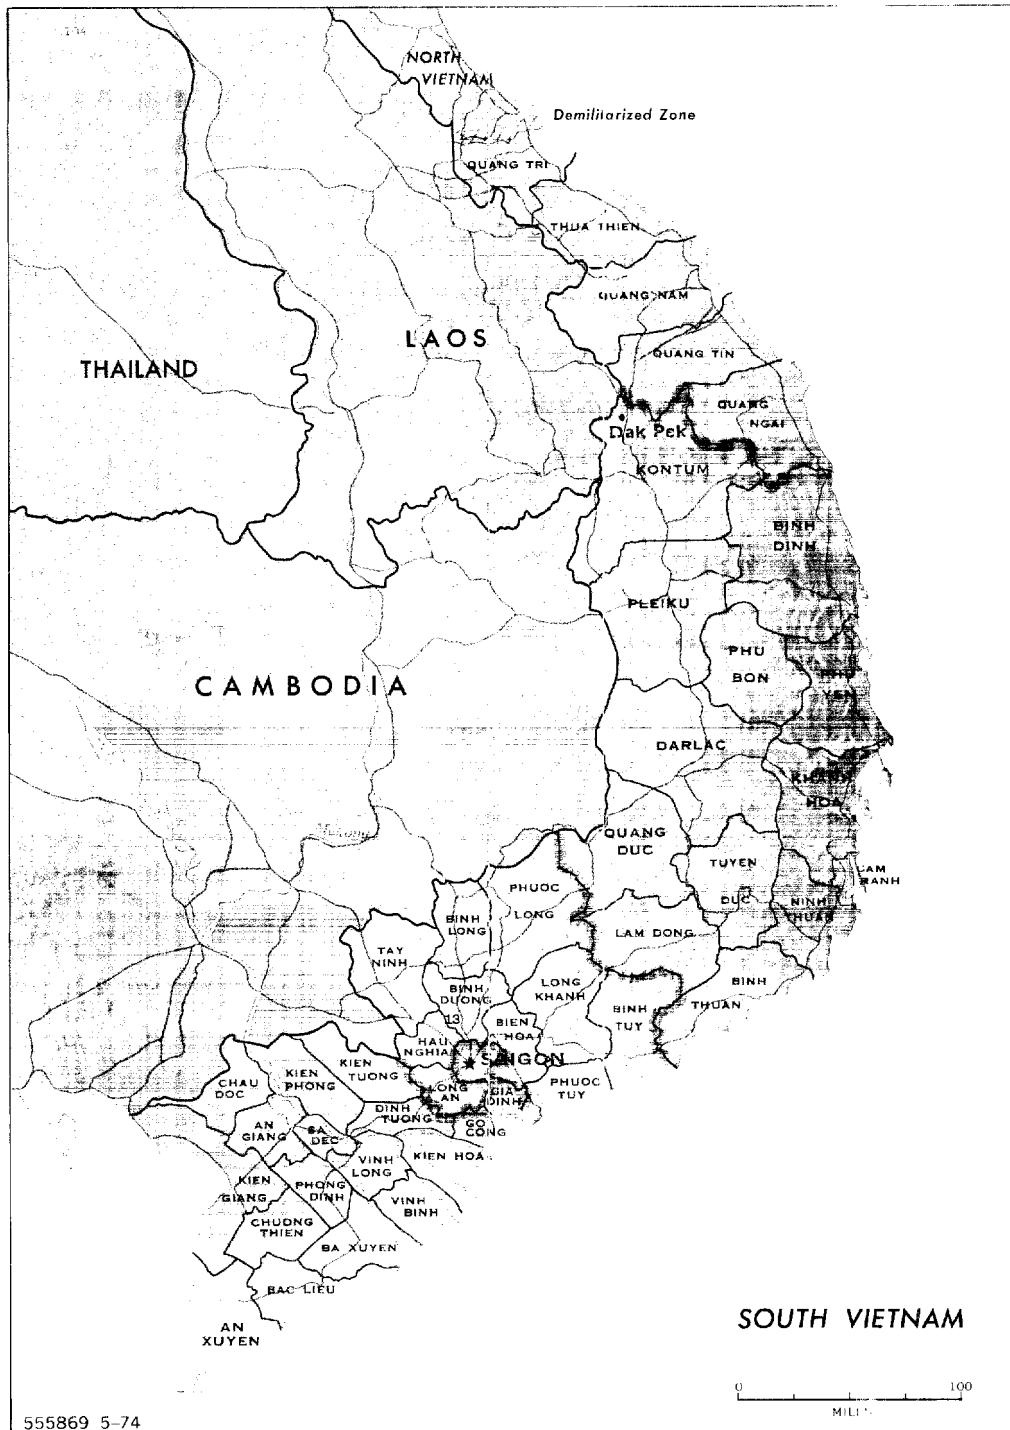 NORTH
VIETNAM
Demilitarized Zone
QUANG TRI
THUA THIEN
QUANG NAM
LAOS
QUANG TIN
THAILAND
QUANG
NGAI
Dak Pek
KONTUM
BINH
DINH
PLEIKU
PHU
BON
PHU
YEN
CAMBODIA
DARLAC
KHANH
HOA
QUANG
DUC
TUYEN
DUC
CAM
RANH
NINH
THUAN
PHUOC
LONG
BINH
LONG
LAM DONG
TAY
NINH
BINH
DUONG
LONG
KHANH
BINH
TUY
BINH
THUAN
13
BIEN
HOA
HAU
NGHIA
SAIGON
KIEN
TUONG
KIEN
PHONG
CHAU
DOC
LONG
AN
GIA
DINH
PHUOC
TUY
DINH
TUONG
GO
CONG
AN
GIANG
SA
DEC
KIEN HOA
VINH
LONG
KIEN
GIANG
PHONG
DINH
VINH
BINH
CHUONG
THIEN
BA XUYEN
BAC LIEU
AN
XUYEN
SOUTH VIETNAM
0 100
555869 5-74